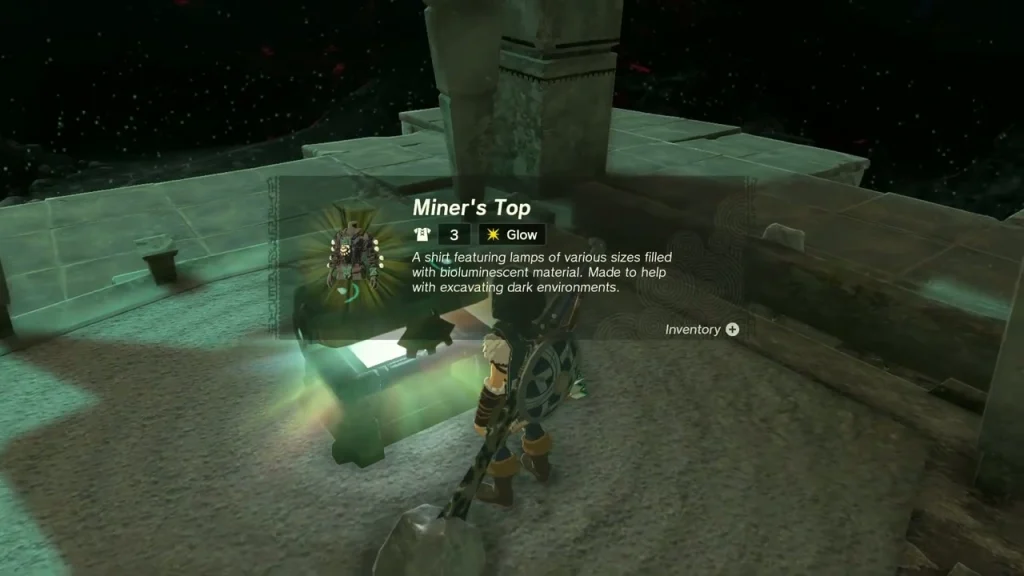 Miner's Top
3 Glow
A shirt featuring lamps of various sizes filled
with bioluminescent material. Made to help
with excavating dark environments.
Inventory